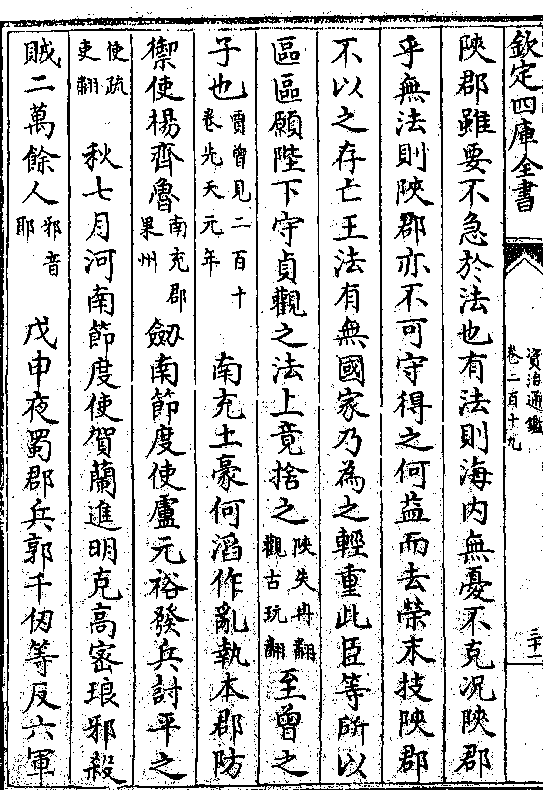 欽定四庫全書
資治通鑑
卷二百十九
三十一
陝郡雖要不急於法也有法則海内無憂不克况陝郡
乎無法則陝郡亦不可守得之何益而去榮末技陝郡
不以之存亡王法有無國家乃為之輕重此臣等所以
區區願陛下守貞觀之法上竟捨之陝失冉翻觀古玩翻至曾之
子也賈曾見二百十卷先天元年南充土豪何滔作亂執本郡防
禦使楊齊魯南充郡果州劒南節度使盧元裕發兵討平之
使疏吏翻秋七月河南節度使賀蘭進明克高密琅邪殺
賊二萬餘人邪音耶戊申夜蜀郡兵郭千仞等反六軍